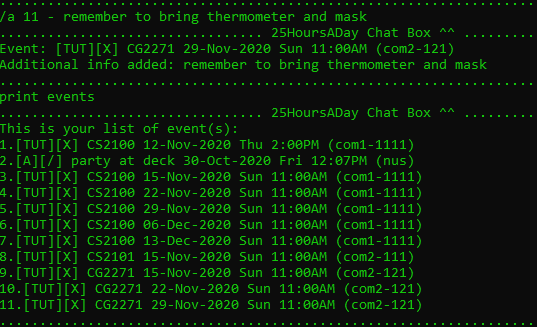 /a 11 - remember to bring thermometer and mask
................................. 25HoursADay Chat Box ^^ ..........
Event: [TUT][X] CG2271 29-Nov-2020 Sun 11:00AM (com2-121)
Additional info added: remember to bring thermometer and mask
....................................................................
print events
................................. 25HoursADay Chat Box ^^ ..........
This is your list of event(s):
1.[TUT][X] CS2100 12-Nov-2020 Thu 2:00PM (com1-1111)
2.[A][/] party at deck 30-Oct-2020 Fri 12:07PM (nus)
3.[TUT][X] CS2100 15-Nov-2020 Sun 11:00AM (com1-1111)
4.[TUT][X] CS2100 22-Nov-2020 Sun 11:00AM (com1-1111)
5.[TUT][X] CS2100 29-Nov-2020 Sun 11:00AM (com1-1111)
6.[TUT][X] CS2100 06-Dec-2020 Sun 11:00AM (com1-1111)
7.[TUT][X] CS2100 13-Dec-2020 Sun 11:00AM (com1-1111)
8.[TUT][X] CS2101 15-Nov-2020 Sun 11:00AM (com2-111)
9.[TUT][X] CG2271 15-Nov-2020 Sun 11:00AM (com2-121)
10.[TUT][X] CG2271 22-Nov-2020 Sun 11:00AM (com2-121)
11.[TUT][X] CG2271 29-Nov-2020 Sun 11:00AM (com2-121)
....................................................................